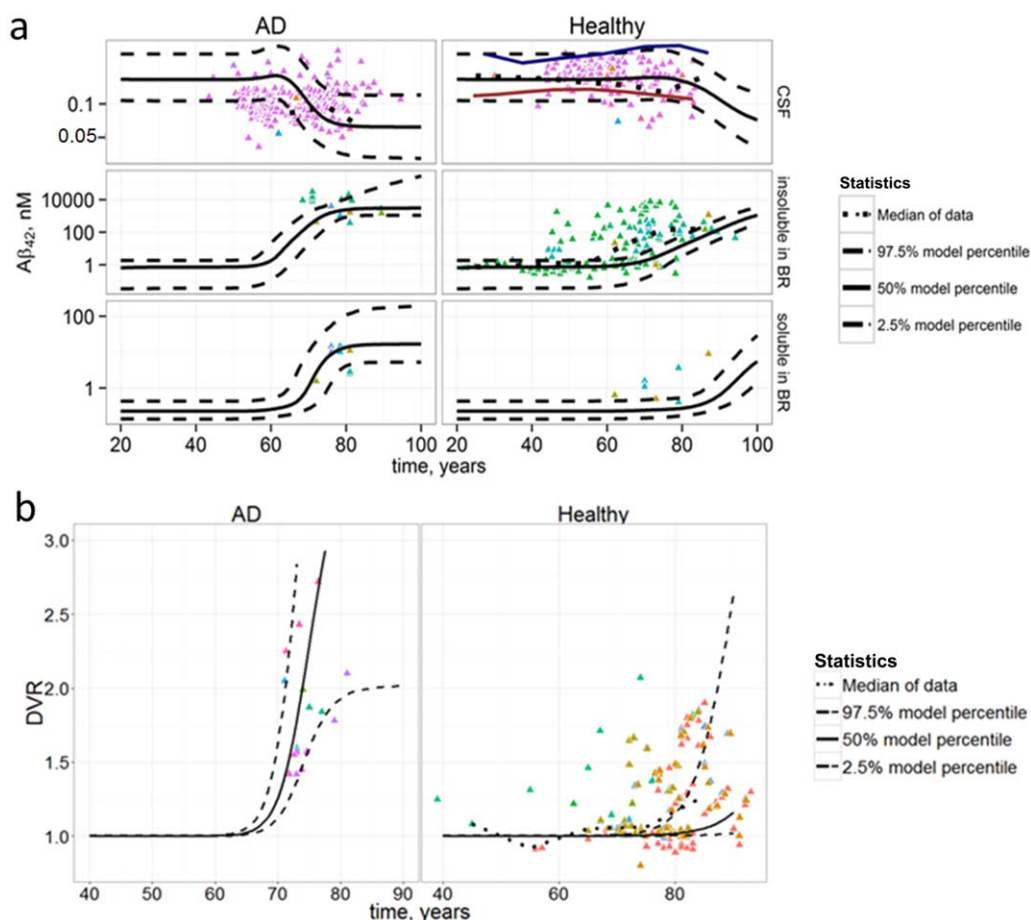 a
AD
Healthy
CSF
0.1
0.05
Aβ42, nM
insoluble in BR
10000
100
1
soluble in BR
100
1
20 40 60 80 100 20 40 60 80 100
time, years
Statistics
Median of data
97.5% model percentile
50% model percentile
2.5% model percentile
b
AD
Healthy
DVR
3.0
2.5
2.0
1.5
1.0
40 50 60 70 80 90 40 60 80
time, years
Statistics
Median of data
97.5% model percentile
50% model percentile
2.5% model percentile